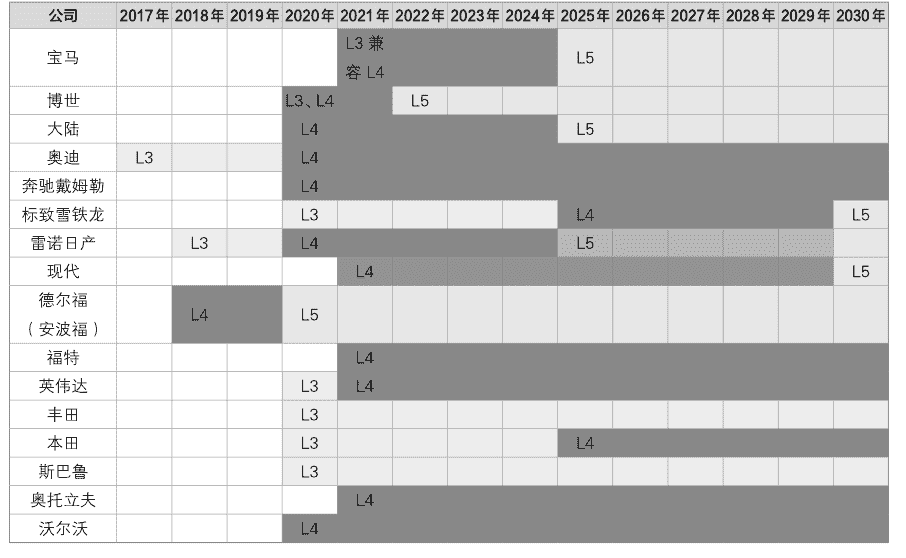 公司 2017年 2018年 2019年 2020年 2021年 2022年 2023年 2024年 2025年 2026年 2027年 2028年 2029年 2030年
宝马 L3兼 L5
容L4
博世 L3、L4 L5
大陆 L4 L5
奥迪 L3 L4
奔驰戴姆勒 L4
标致雪铁龙 L3 L4 L5
雷诺日产 L3 L4 L5
现代 L4 L5
德尔福 L4 L5
（安波福）
福特 L4
英伟达 L3 L4
丰田 L3
本田 L3 L4
斯巴鲁 L3
奥托立夫 L4
沃尔沃 L4